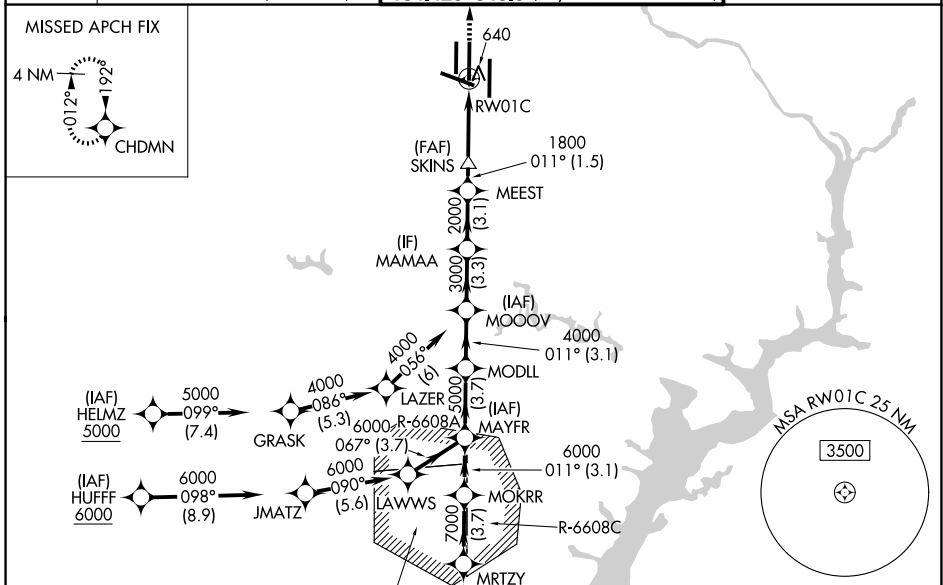 MISSED APCH FIX
4 NM
012°
192°
CHDMN
640
RW01C
(FAF)
SKINS
1800
011° (1.5)
MEEST
2000
(3.1)
(IF)
MAMAA
3000
(3.3)
(IAF)
MOOOV
4000
011° (3.1)
4000
056°
(6)
MODLL
LAZER
(IAF)
HELMZ
5000
5000
099°
(7.4)
GRASK
4000
086°
(5.3)
5000
(3.7)
R-6608A
(IAF)
MAYFR
6000
067° (3.7)
6000
011° (3.1)
(IAF)
HUFFF
6000
6000
098°
(8.9)
JMATZ
6000
090°
(5.6)
LAWWS
MOKRR
7000
(3.7)
R-6608C
MRTZY
MSA RW01C 25 NM
3500